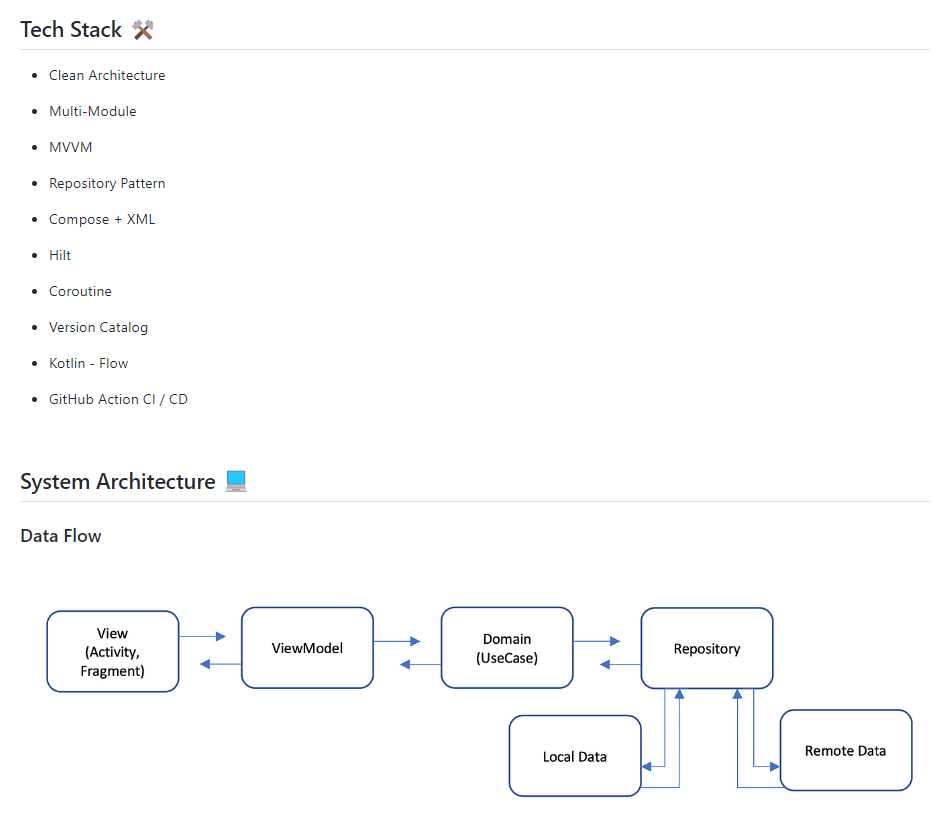 Tech Stack
Clean Architecture
Multi-Module
MVVM
Repository Pattern
Compose + XML
Hilt
Coroutine
Version Catalog
Kotlin - Flow
GitHub Action CI / CD
System Architecture
Data Flow
View
(Activity,
Fragment)
ViewModel
Domain
(UseCase)
Repository
Local Data
Remote Data